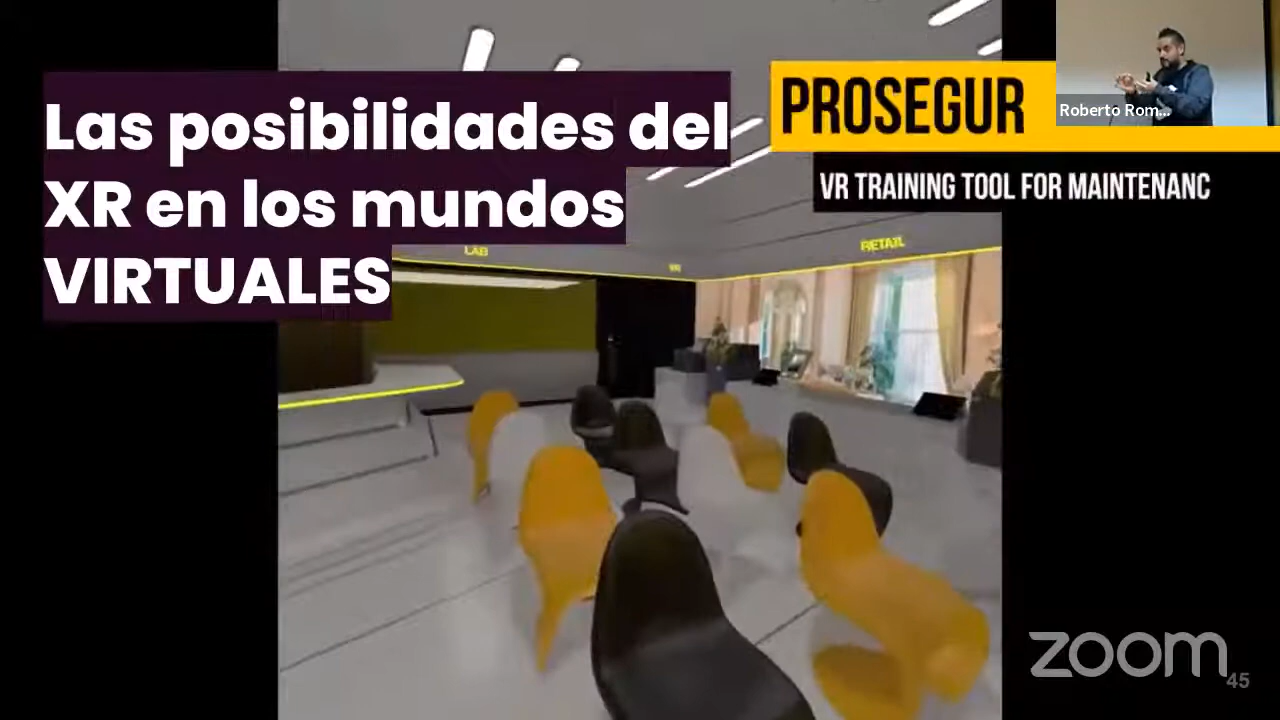 Las posibilidades del
XR en los mundos
VIRTUALES
PROSEGUR
VR TRAINING TOOL FOR MAINTENANC
Roberto Rom...
LAB
RETAIL
zoom
45